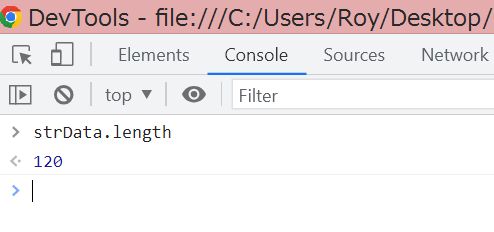 DevTools - file:///C:/Users/Roy/Desktop/
Elements Console Sources Network
top Filter
strData.length
120